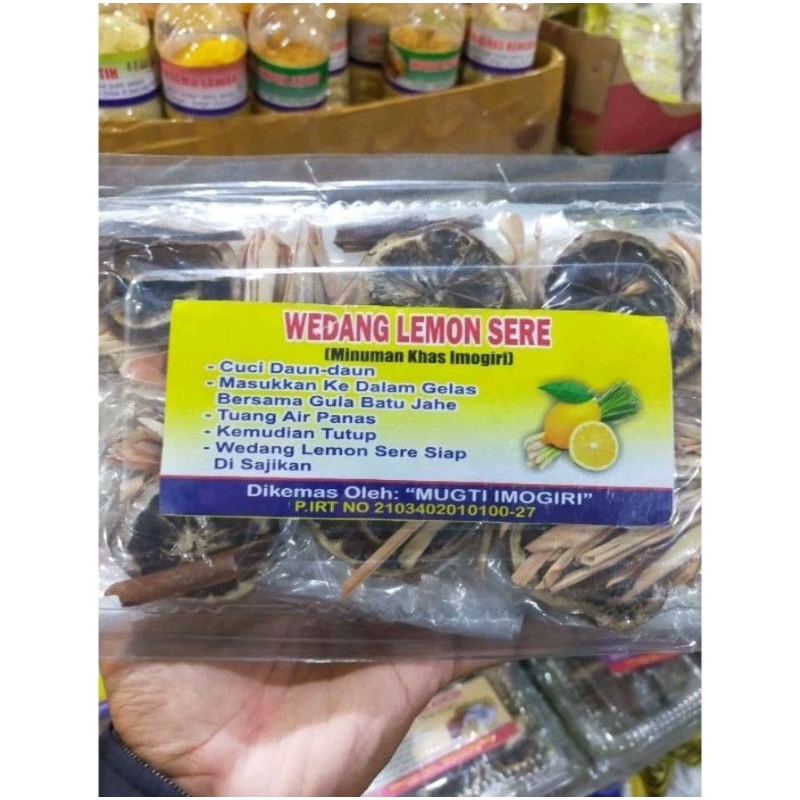 WEDANG LEMON SERE
(Minuman Khas Imogiri)
- Cuci Daun-daun
- Masukkan Ke Dalam Gelas
Bersama Gula Batu Jahe
- Tuang Air Panas
- Kemudian Tutup
- Wedang Lemon Sere Siap
Di Sajikan
Dikemas Oleh: “MUGTI IMOGIRI”
P.IRT NO 2103402010100-27